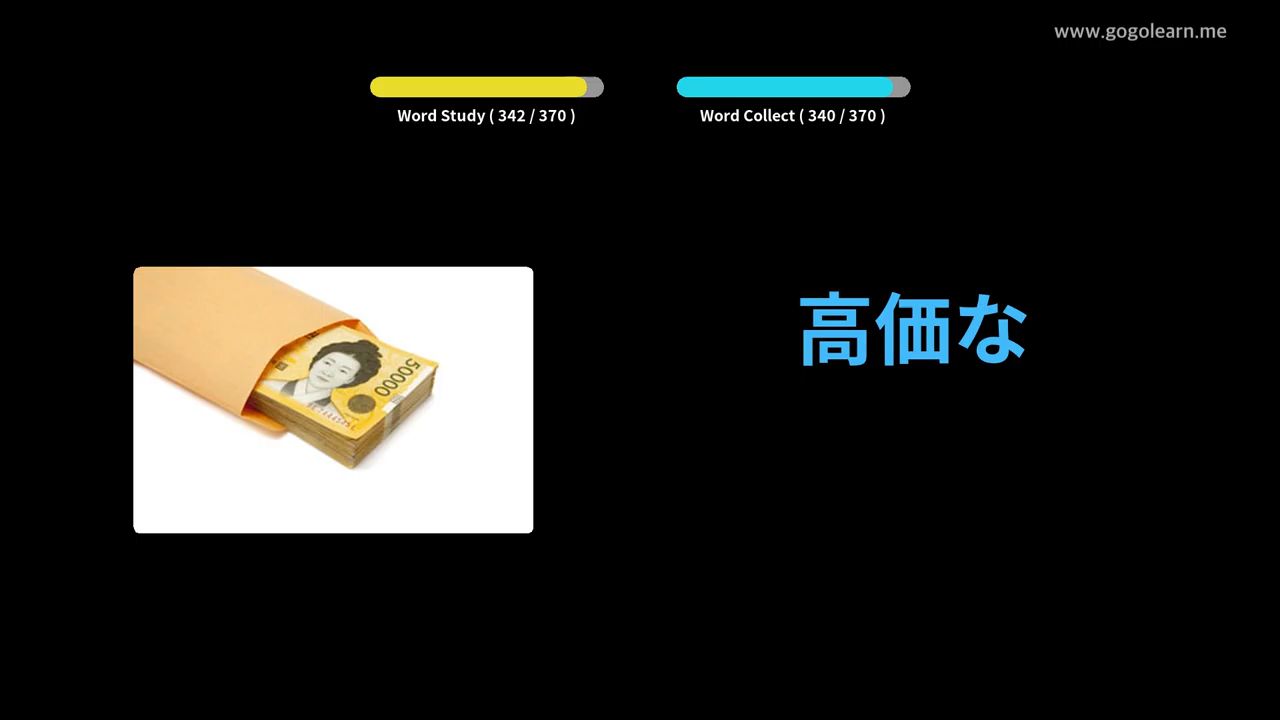 www.gogolearn.me
Word Study ( 342 / 370 )
Word Collect ( 340 / 370 )
高価な
50000